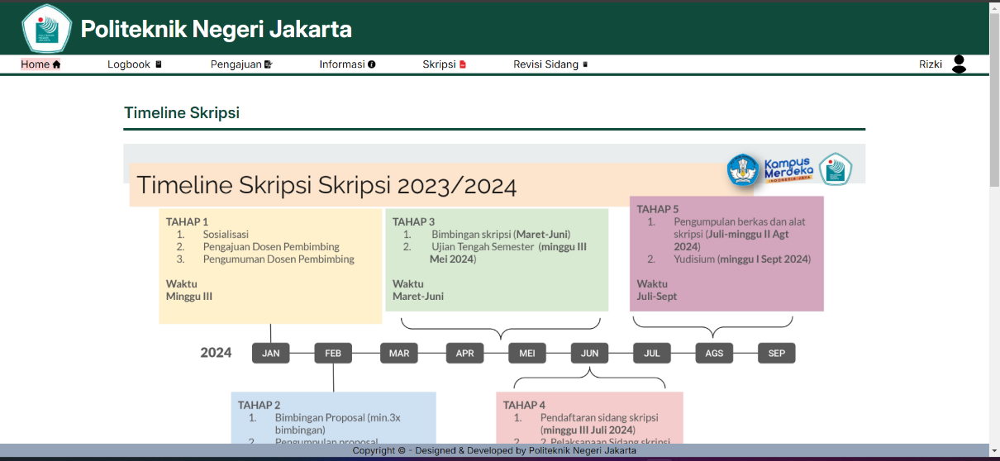 Politeknik Negeri Jakarta
Home
Logbook
Pengajuan
Informasi
Skripsi
Revisi Sidang
Rizki
Timeline Skripsi
Kampus
Merdeka
INDONESIA JAYA
Timeline Skripsi Skripsi 2023/2024
TAHAP 1
1. Sosialisasi
2. Pengajuan Dosen Pembimbing
3. Pengumuman Dosen Pembimbing
Waktu
Minggu III
TAHAP 3
1. Bimbingan skripsi (Maret-Juni)
2. Ujian Tengah Semester (minggu III
Mei 2024)
Waktu
Maret-Juni
TAHAP 5
1. Pengumpulan berkas dan alat
skripsi (Juli-minggu II Agt
2024)
2. Yudisium (minggu I Sept 2024)
Waktu
Juli-Sept
2024 JAN FEB MAR APR MEI JUN JUL AGS SEP
TAHAP 2
1. Bimbingan Proposal (min.3x
bimbingan)
2. Pengumpulan proposal
TAHAP 4
1. Pendaftaran sidang skripsi
(minggu III Juli 2024)
2. 2. Pelaksanaan Sidang skripsi
Copyright © - Designed & Developed by Politeknik Negeri Jakarta